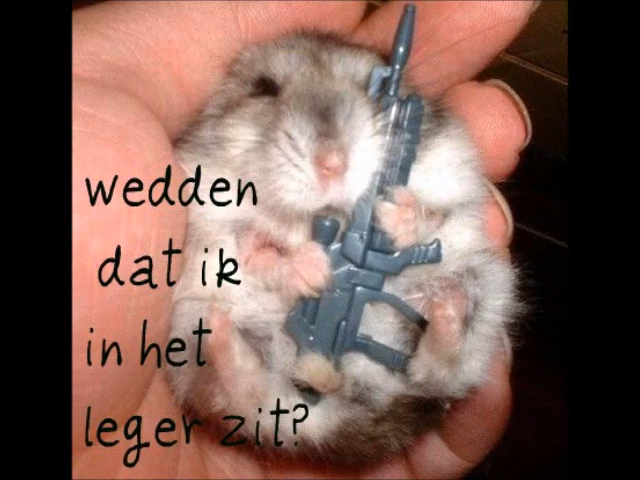 wedden
dat ik
in het
leger zit?